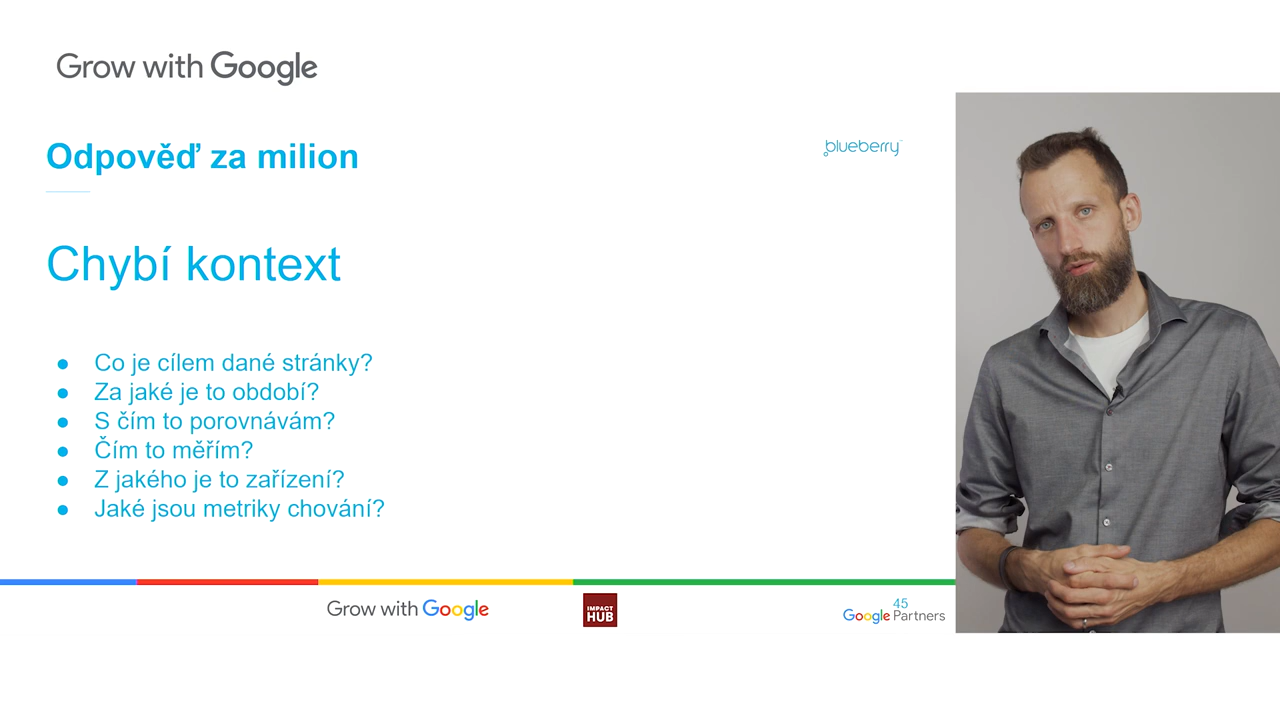 Grow with Google
Odpověď za milion
blueberry
Chybí kontext
● Co je cílem dané stránky?
● Za jaké je to období?
● S čím to porovnávám?
● Čím to měřím?
● Z jakého je to zařízení?
● Jaké jsou metriky chování?
Grow with Google
IMPACT
HUB
45
Google Partners